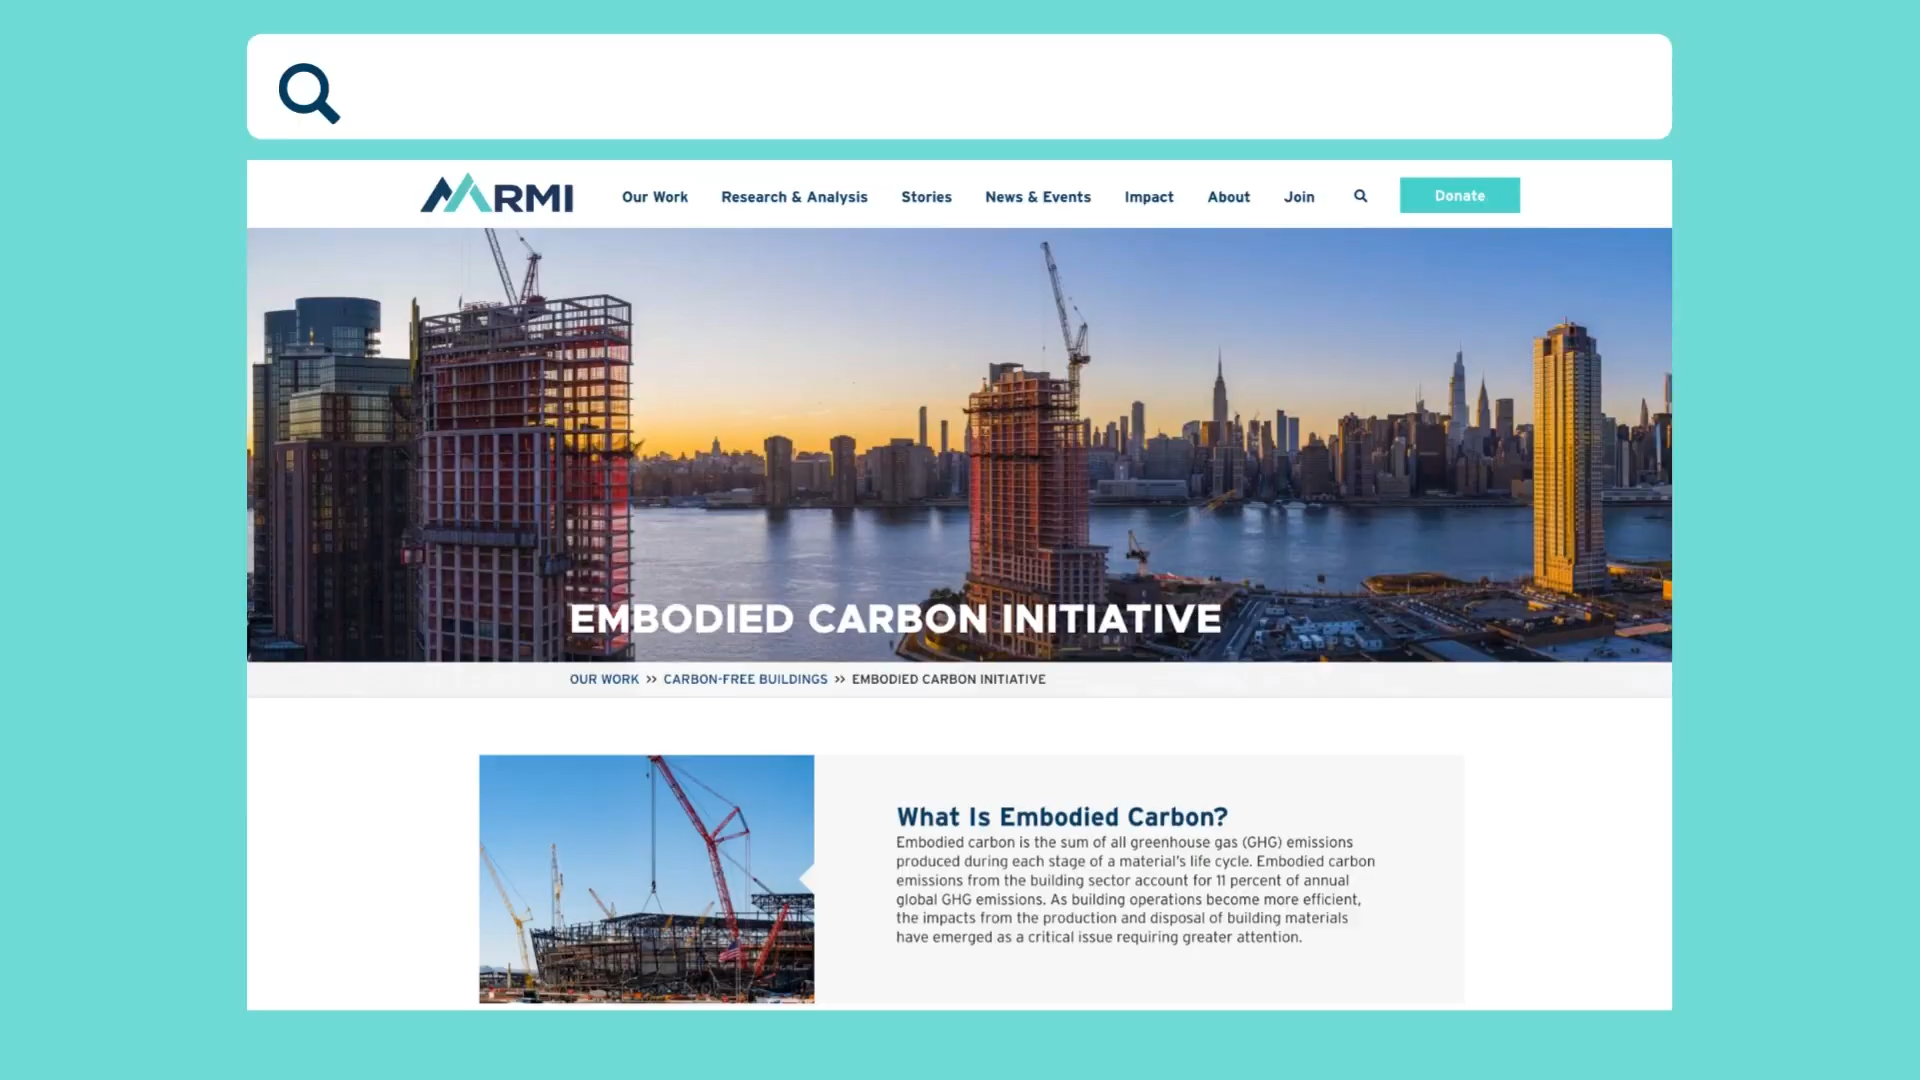 RMI
Our Work
Research & Analysis
Stories
News & Events
Impact
About
Join
Donate
EMBODIED CARBON INITIATIVE
OUR WORK >> CARBON-FREE BUILDINGS >> EMBODIED CARBON INITIATIVE
What Is Embodied Carbon?
Embodied carbon is the sum of all greenhouse gas (GHG) emissions
produced during each stage of a material's life cycle. Embodied carbon
emissions from the building sector account for 11 percent of annual
global GHG emissions. As building operations become more efficient,
the impacts from the production and disposal of building materials
have emerged as a critical issue requiring greater attention.